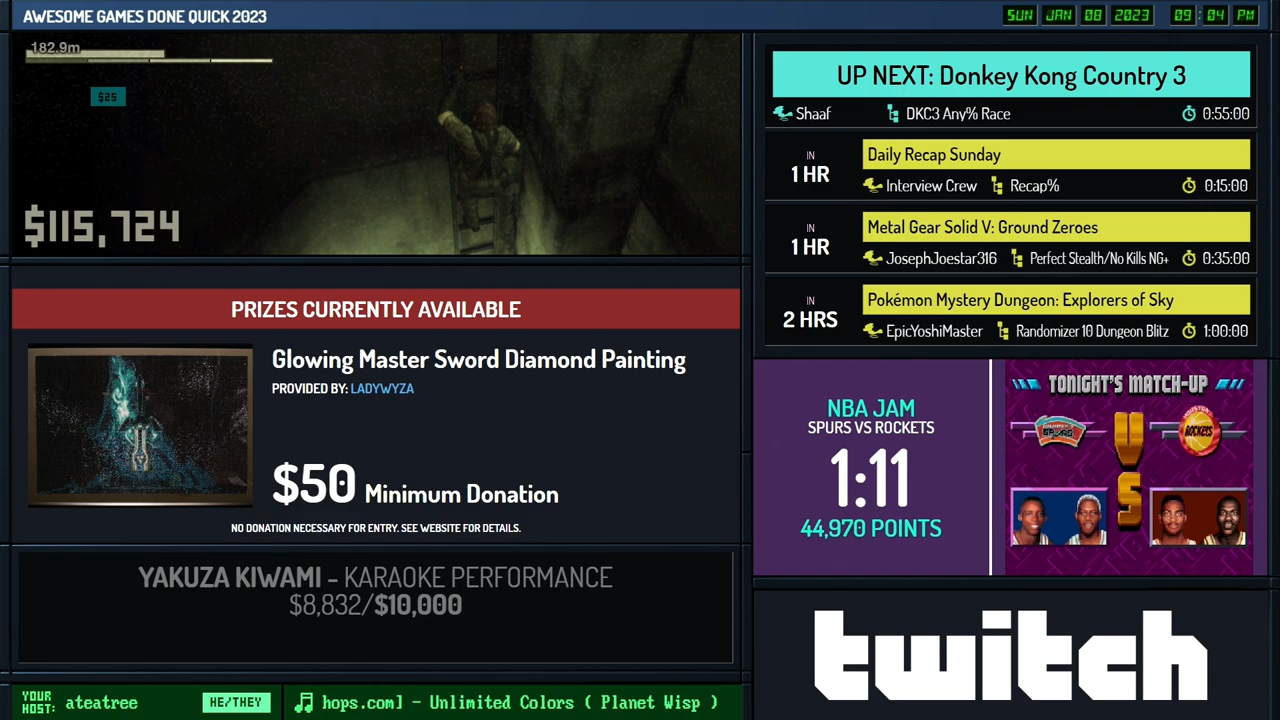 AWESOME GAMES DONE QUICK 2023
SUN JAN 08 2023 09:04 PM
182.9m
$25
$115,724
UP NEXT: Donkey Kong Country 3
Shaaf DKC3 Any% Race 0:55:00
IN 1 HR
Daily Recap Sunday
Interview Crew Recap% 0:15:00
IN 1 HR
Metal Gear Solid V: Ground Zeroes
JosephJoestar316 Perfect Stealth/No Kills NG+ 0:35:00
IN 2 HRS
Pokémon Mystery Dungeon: Explorers of Sky
EpicYoshiMaster Randomizer 10 Dungeon Blitz 1:00:00
PRIZES CURRENTLY AVAILABLE
Glowing Master Sword Diamond Painting
PROVIDED BY: LADYWYZA
$50 Minimum Donation
NO DONATION NECESSARY FOR ENTRY. SEE WEBSITE FOR DETAILS.
NBA JAM
SPURS VS ROCKETS
1:11
44,970 POINTS
TONIGHT'S MATCH-UP
SPURS
HOUSTON
ROCKETS
VS
YAKUZA KIWAMI – KARAOKE PERFORMANCE
$8,832/$10,000
twitch
YOUR HOST: ateatree HE/THEY
hops.com] - Unlimited Colors ( Planet Wisp )